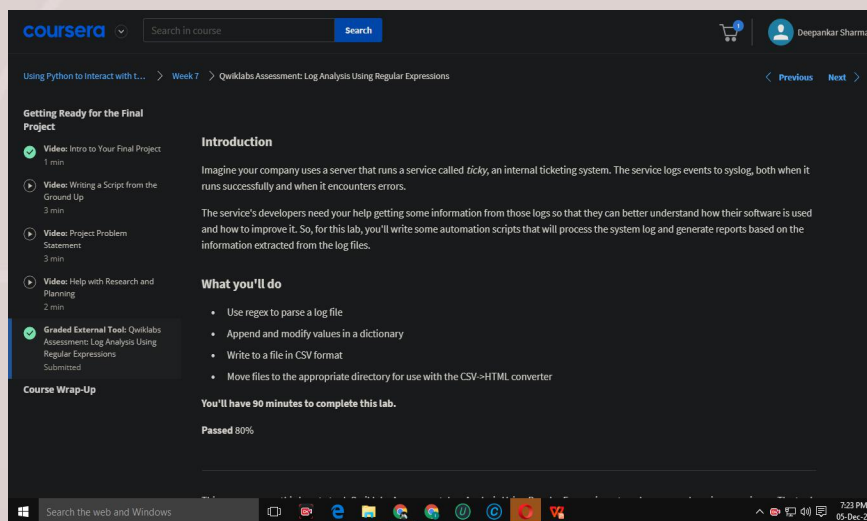 coursera
Search in course
Search
1
Deepankar Sharma
Using Python to Interact with t... > Week 7 > Qwiklabs Assessment: Log Analysis Using Regular Expressions
< Previous Next >
Getting Ready for the Final
Project
Video: Intro to Your Final Project
1 min
Video: Writing a Script from the
Ground Up
3 min
Video: Project Problem
Statement
3 min
Video: Help with Research and
Planning
2 min
Graded External Tool: Qwiklabs
Assessment: Log Analysis Using
Regular Expressions
Submitted
Course Wrap-Up
Introduction
Imagine your company uses a server that runs a service called ticky, an internal ticketing system. The service logs events to syslog, both when it
runs successfully and when it encounters errors.
The service's developers need your help getting some information from those logs so that they can better understand how their software is used
and how to improve it. So, for this lab, you'll write some automation scripts that will process the system log and generate reports based on the
information extracted from the log files.
What you'll do
• Use regex to parse a log file
• Append and modify values in a dictionary
• Write to a file in CSV format
• Move files to the appropriate directory for use with the CSV->HTML converter
You'll have 90 minutes to complete this lab.
Passed 80%
Search the web and Windows
7:23 PM
05-Dec-2